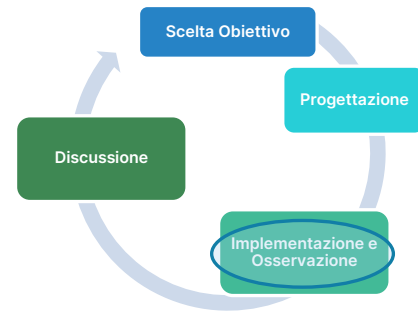 Scelta Obiettivo
Progettazione
Discussione
Implementazione e
Osservazione